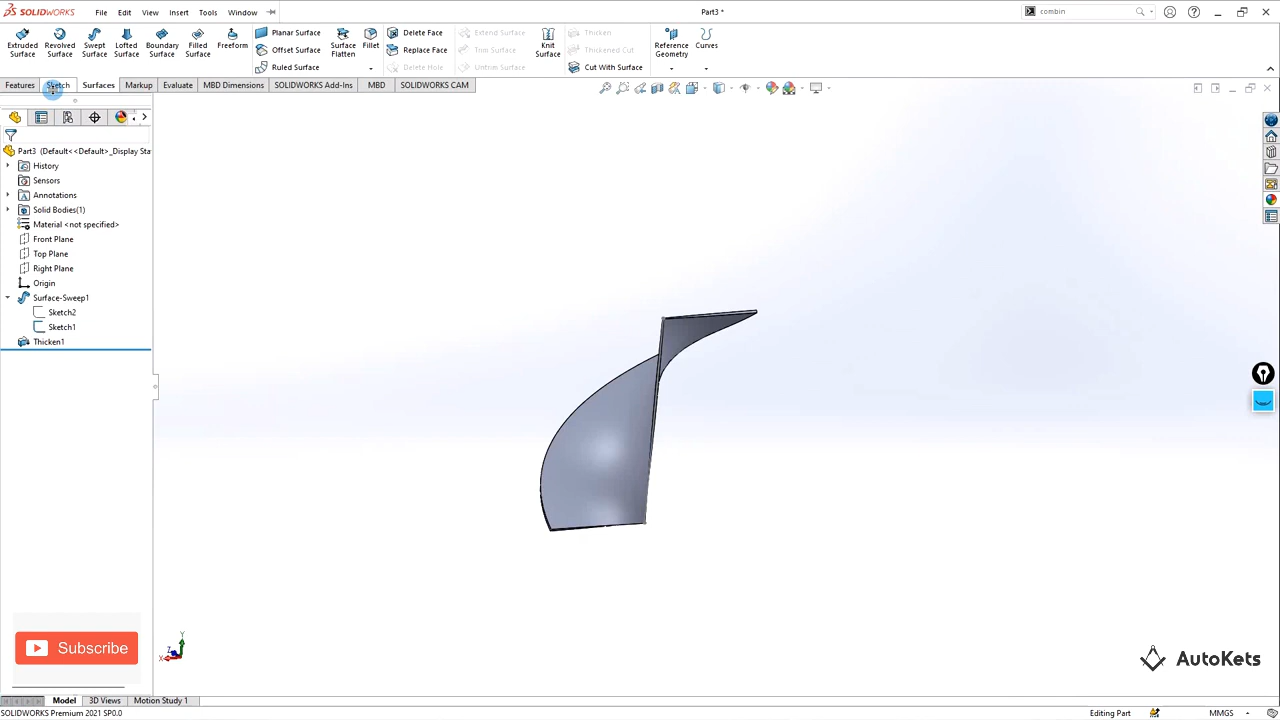 SOLIDWORKS File Edit View Insert Tools Window Part3 * combin
Extruded Surface
Revolved Surface
Swept Surface
Lofted Surface
Boundary Surface
Filled Surface
Freeform
Planar Surface
Offset Surface
Ruled Surface
Surface Flatten
Fillet
Delete Face
Replace Face
Delete Hole
Extend Surface
Trim Surface
Untrim Surface
Knit Surface
Thicken
Thickened Cut
Cut With Surface
Reference Geometry
Curves
Features Sketch Surfaces Markup Evaluate MBD Dimensions SOLIDWORKS Add-Ins MBD SOLIDWORKS CAM
Part3 (Default<<Default>_Display Sta
History
Sensors
Annotations
Solid Bodies(1)
Material <not specified>
Front Plane
Top Plane
Right Plane
Origin
Surface-Sweep1
Sketch2
Sketch1
Thicken1
Y
Z
X
Subscribe
AutoKets
Model 3D Views Motion Study 1
SOLIDWORKS Premium 2021 SP0.0 Editing Part MMGS